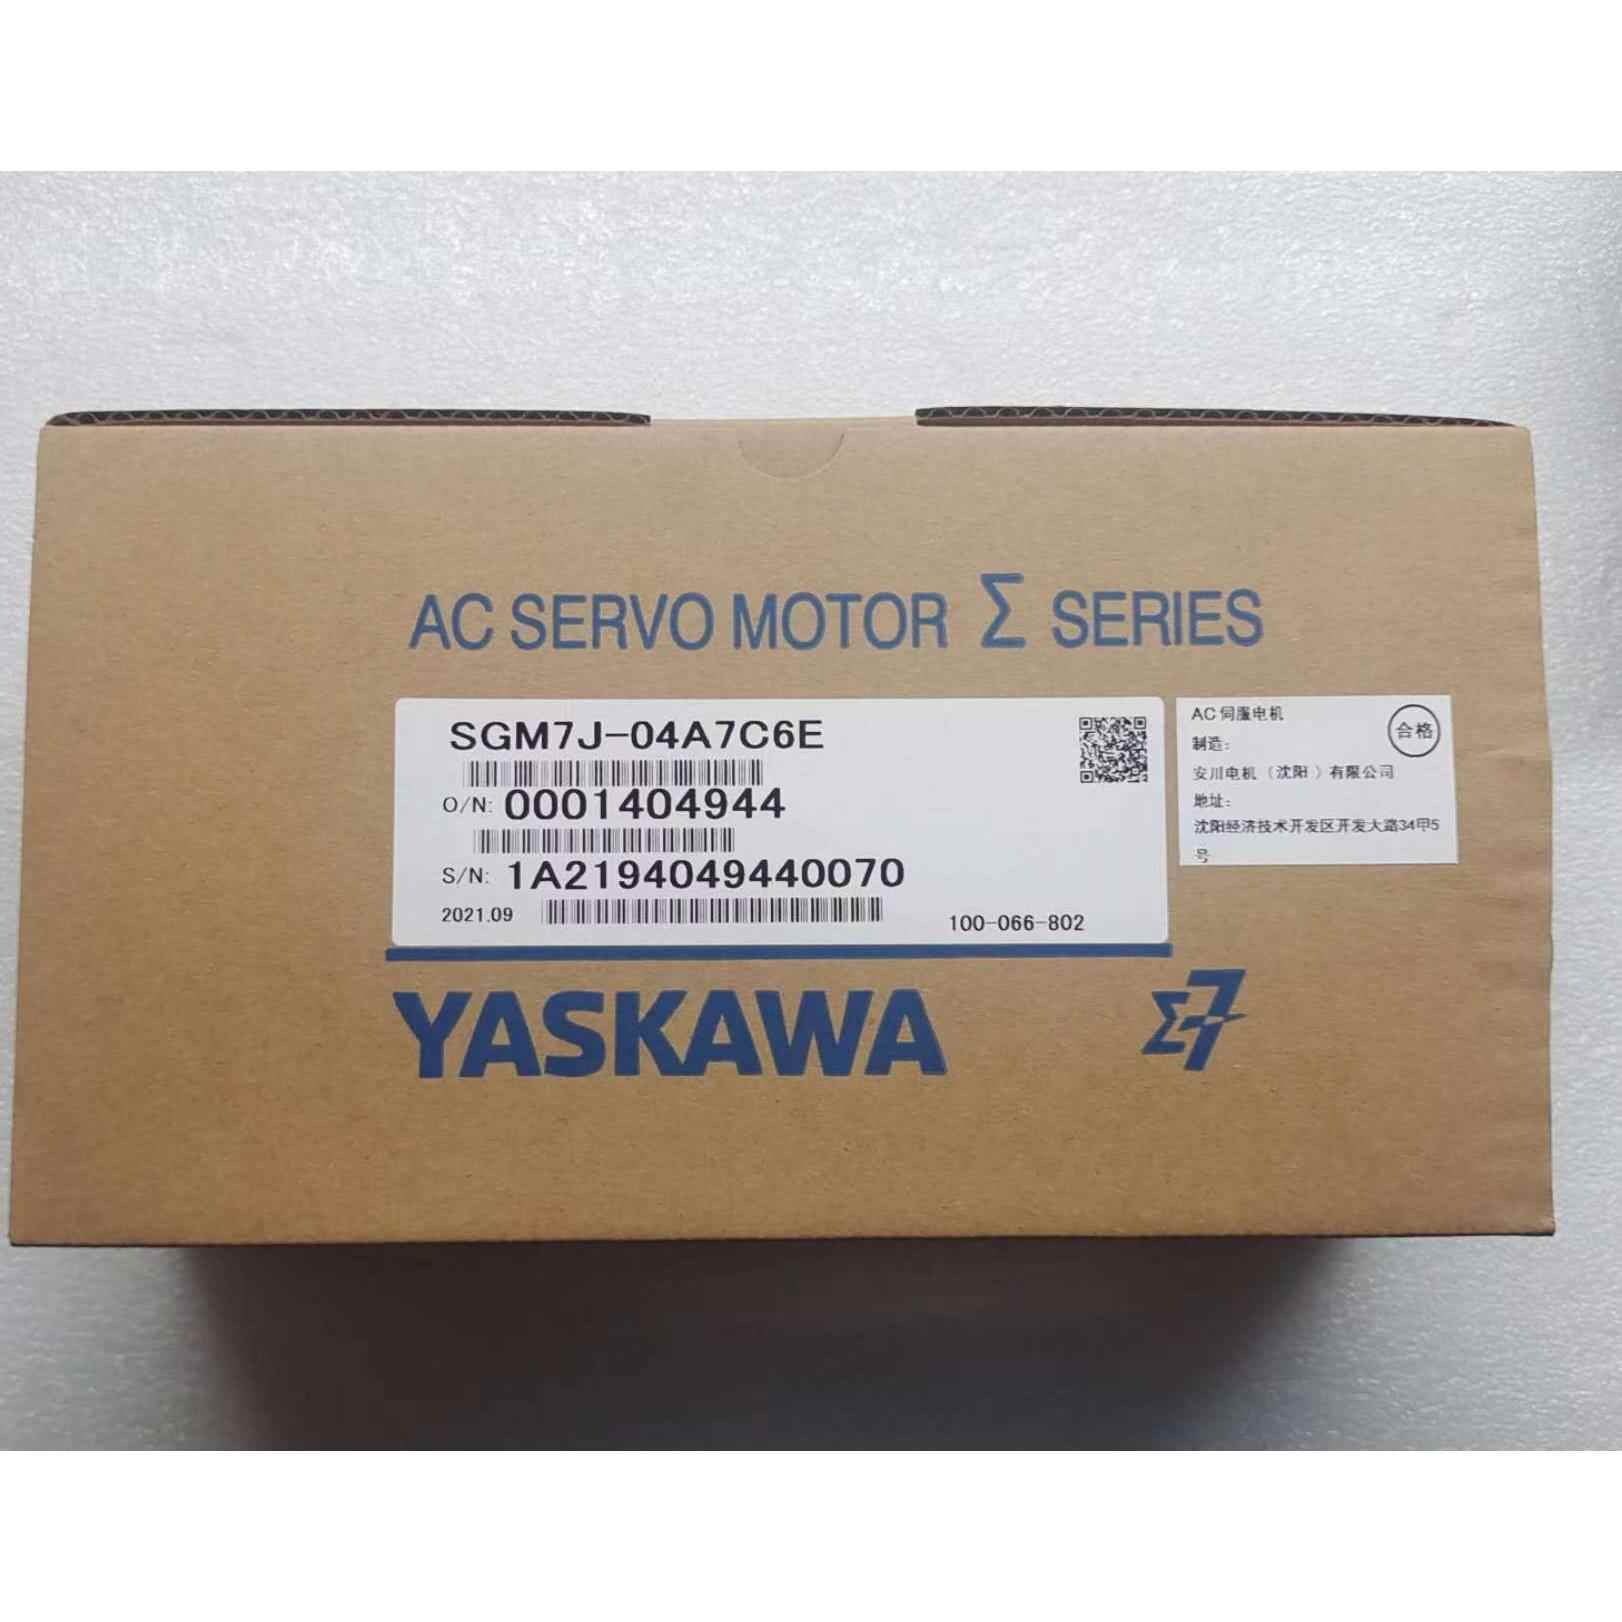 AC SERVO MOTOR Σ SERIES
SGM7J-04A7C6E
O/N: 0001404944
S/N: 1A2194049440070
2021.09
100-066-802
AC 伺服电机
合格
制造:
安川电机（沈阳）有限公司
地址:
沈阳经济技术开发区开发大路34甲5
号
YASKAWA
Σ-7